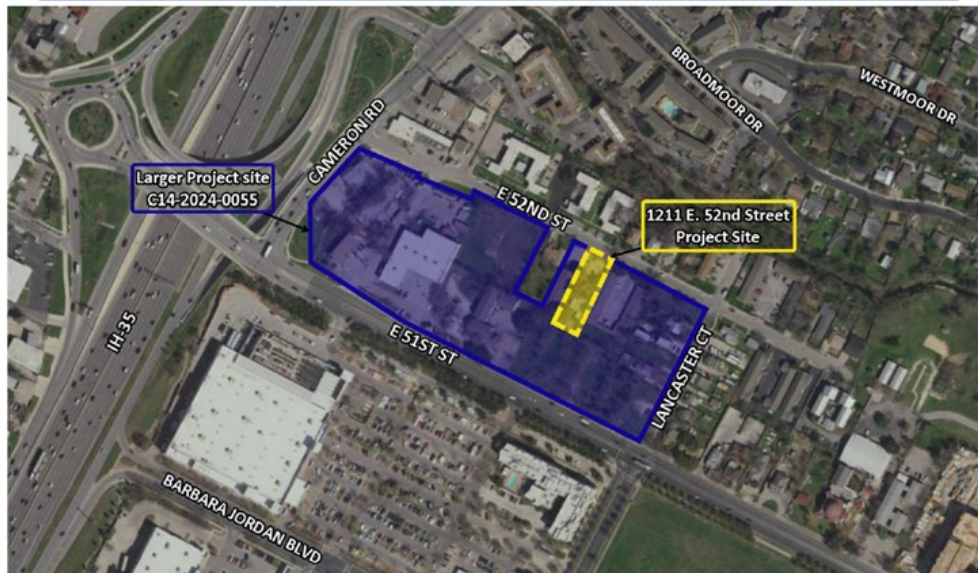 CAMERON RD
BROADMOOR DR
WESTMOOR DR
Larger Project site
C14-2024-0055
E 52ND ST
1211 E. 52nd Street
Project Site
IH-35
E 51ST ST
LANCASTER CT
BARBARA JORDAN BLVD